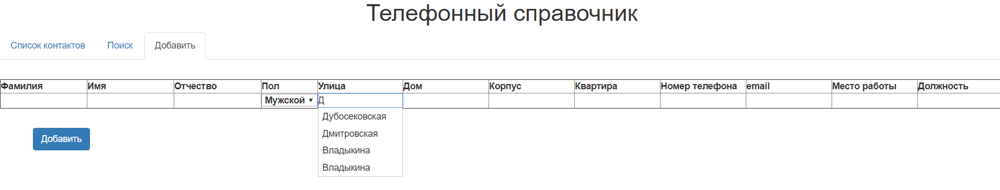 Телефонный справочник
Список контактов Поиск Добавить
Фамилия Имя Отчество Пол Улица Дом Корпус Квартира Номер телефона email Место работы Должность
Мужской Д
Дубосековская
Добавить
Дмитровская
Владыкина
Владыкина